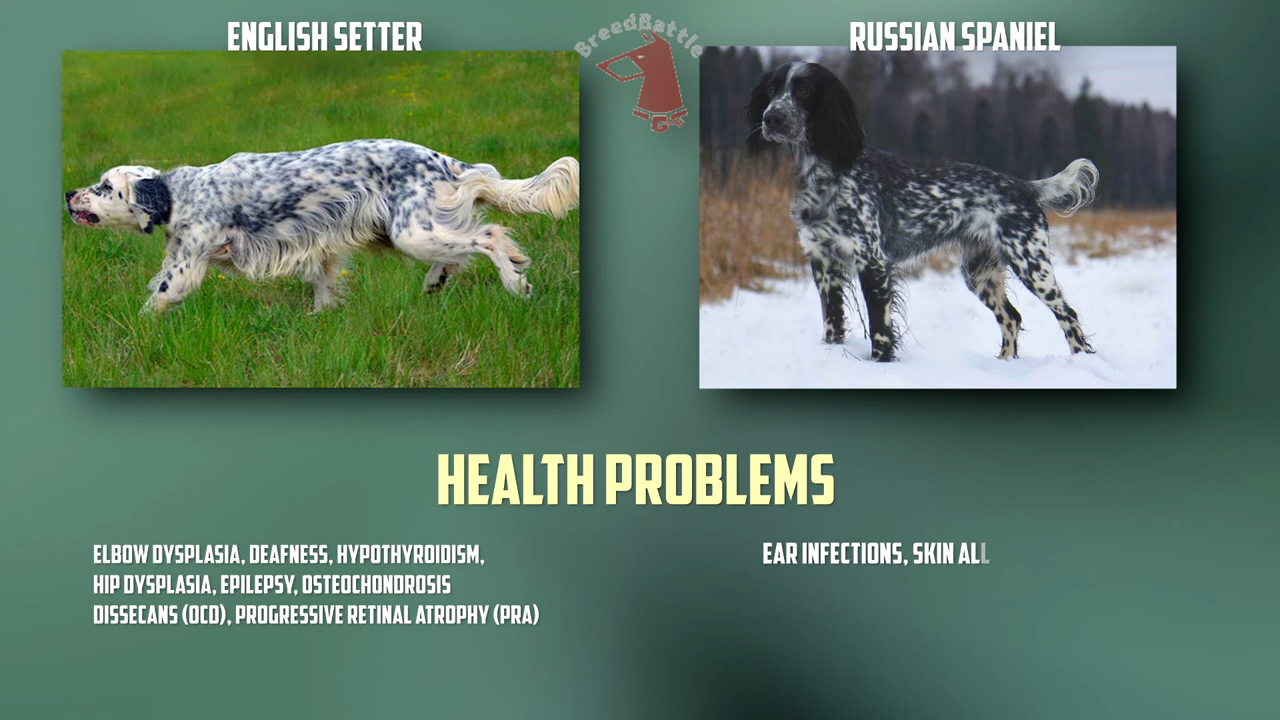 ENGLISH SETTER
BreedBattle
RUSSIAN SPANIEL
HEALTH PROBLEMS
ELBOW DYSPLASIA, DEAFNESS, HYPOTHYROIDISM,
HIP DYSPLASIA, EPILEPSY, OSTEOCHONDROSIS
DISSECANS (OCD), PROGRESSIVE RETINAL ATROPHY (PRA)
EAR INFECTIONS, SKIN ALL